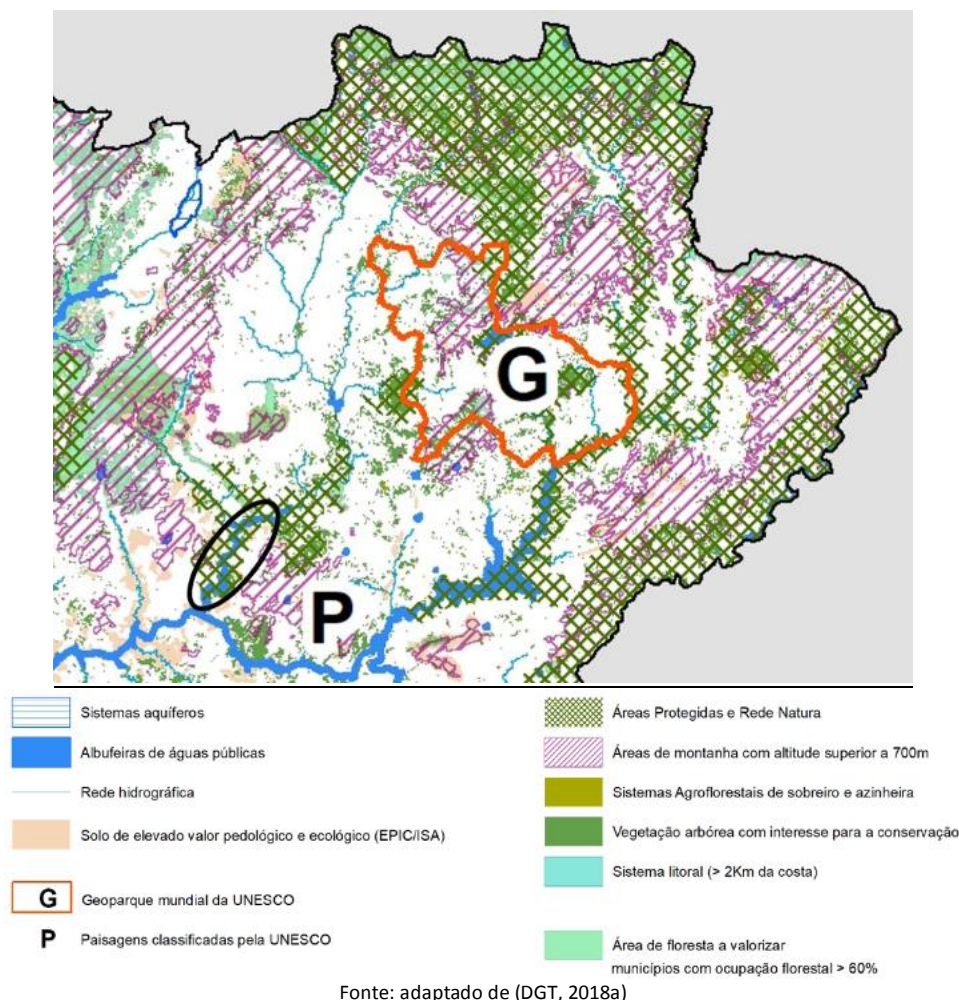 G
P
Sistemas aquíferos
Albufeiras de águas públicas
Rede hidrográfica
Solo de elevado valor pedológico e ecológico (EPIC/ISA)
G Geoparque mundial da UNESCO
P Paisagens classificadas pela UNESCO
Áreas Protegidas e Rede Natura
Áreas de montanha com altitude superior a 700m
Sistemas Agroflorestais de sobreiro e azinheira
Vegetação arbórea com interesse para a conservação
Sistema litoral (> 2Km da costa)
Área de floresta a valorizar
municípios com ocupação florestal > 60%
Fonte: adaptado de (DGT, 2018a)